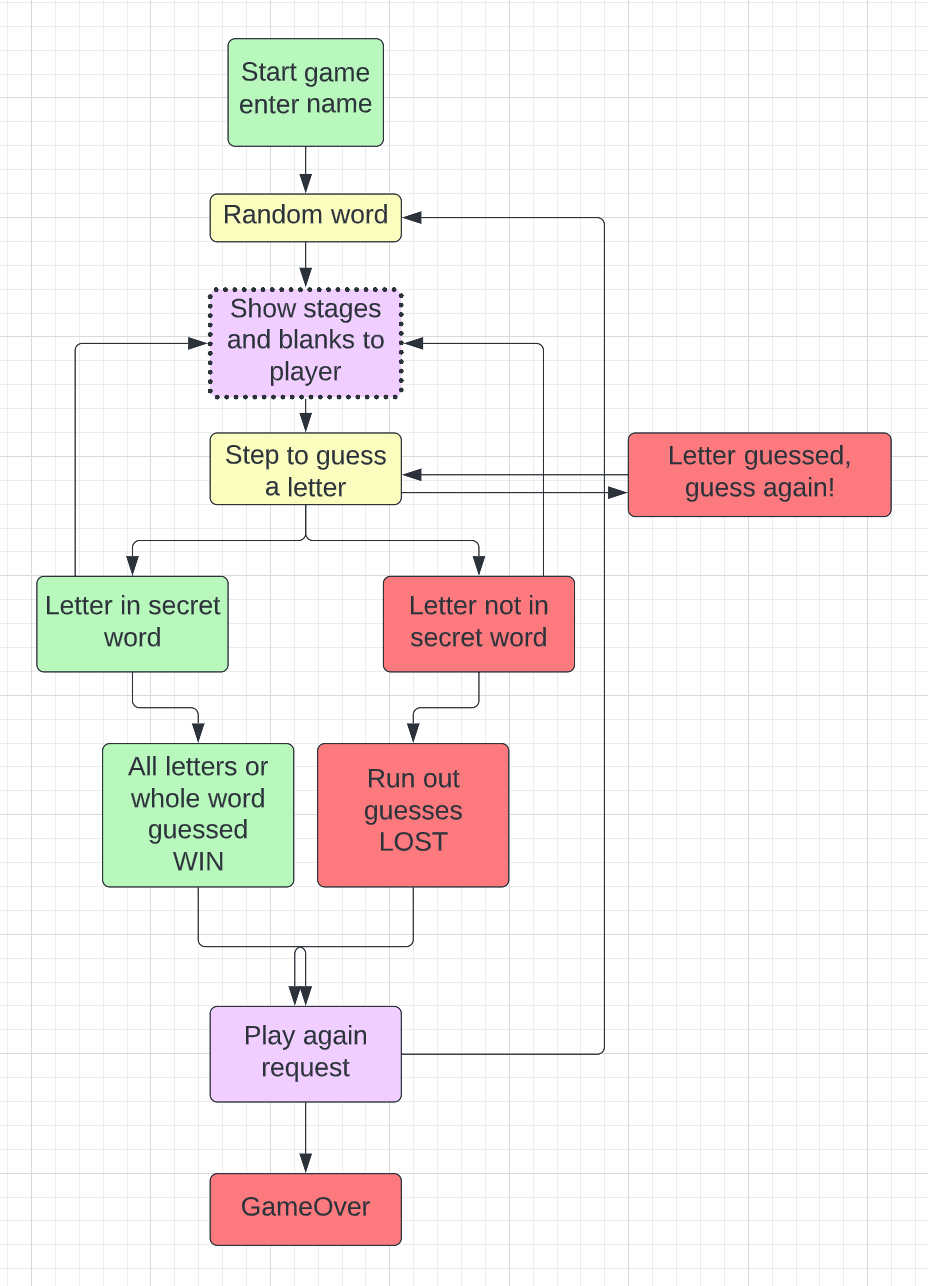 Start game
enter name
Random word
Show stages
and blanks to
player
Step to guess
a letter
Letter guessed,
guess again!
Letter in secret
word
Letter not in
secret word
All letters or
whole word
guessed
WIN
Run out
guesses
LOST
Play again
request
GameOver